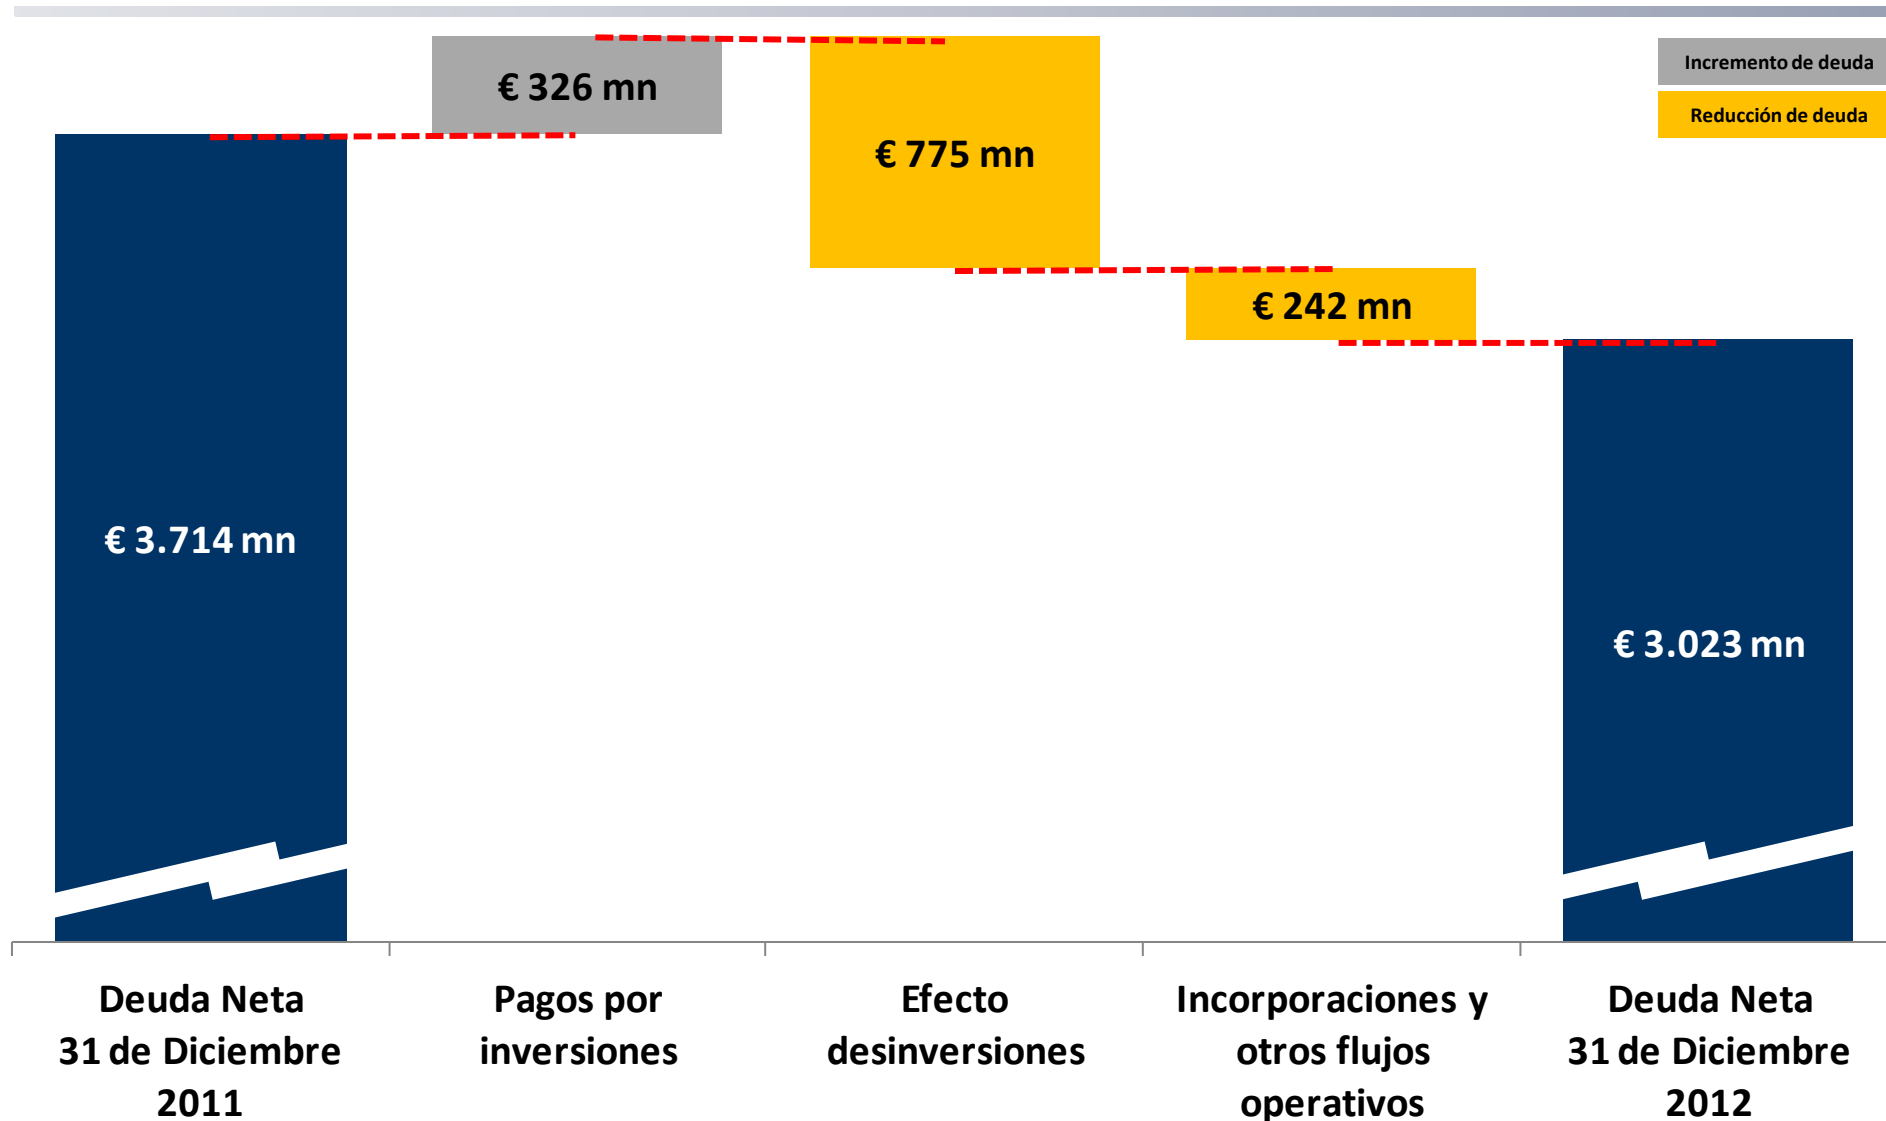 Incremento de deuda
Reducción de deuda
€ 326 mn
€ 775 mn
€ 242 mn
€ 3.714 mn
€ 3.023 mn
Deuda Neta
31 de Diciembre
2011
Pagos por
inversiones
Efecto
desinversiones
Incorporaciones y
otros flujos
operativos
Deuda Neta
31 de Diciembre
2012